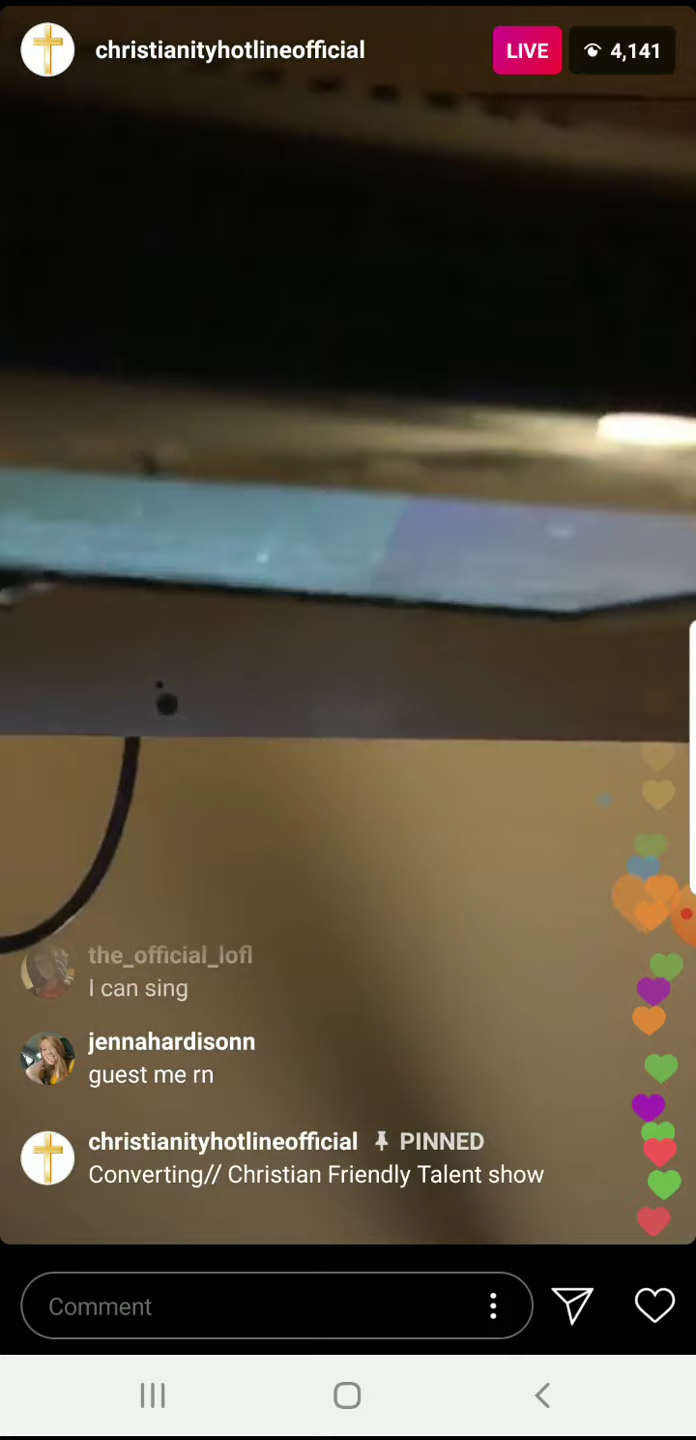 christianityhotlineofficial
LIVE
4,141
the_official_lofl
I can sing
jennahardisonn
guest me rn
christianityhotlineofficial PINNED
Converting// Christian Friendly Talent show
Comment